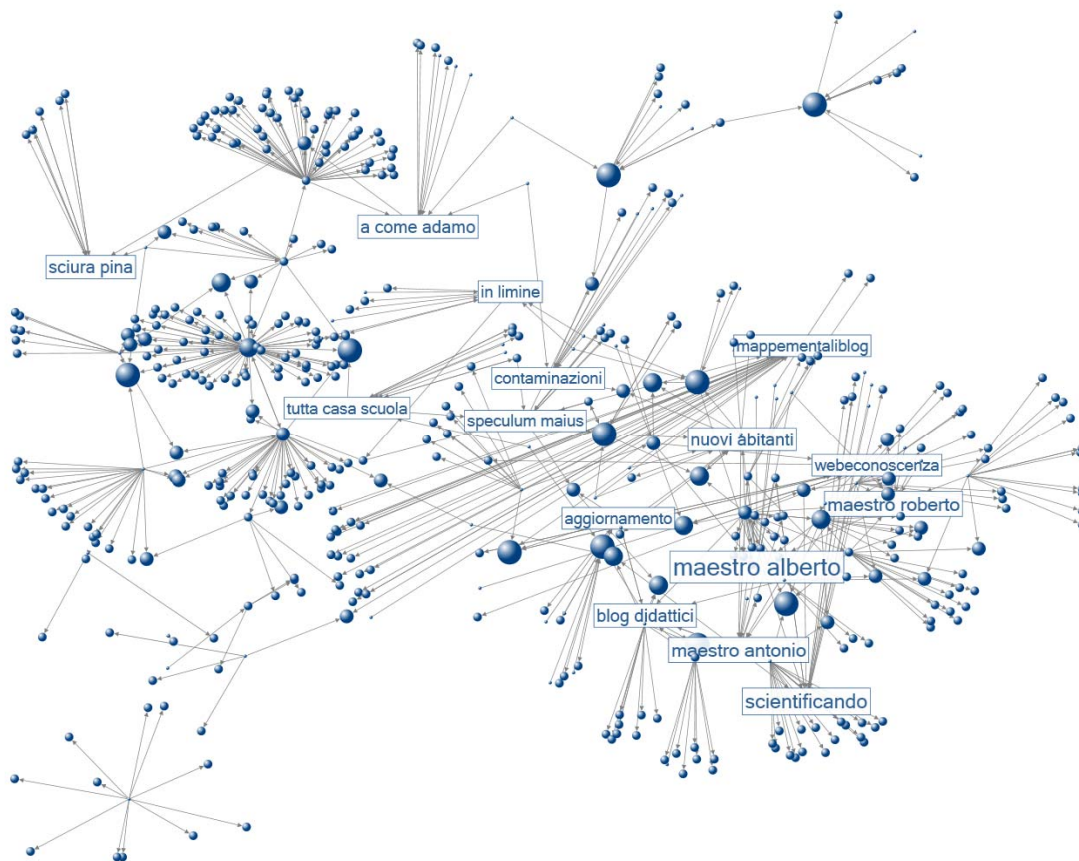 a come adamo
sciura pina
in limine
mappementaliblog
contaminazioni
tutta casa scuola
speculum maius
nuovi abitanti
webeconoscenza
maestro roberto
aggiornamento
maestro alberto
blog didattici
maestro antonio
scientificando